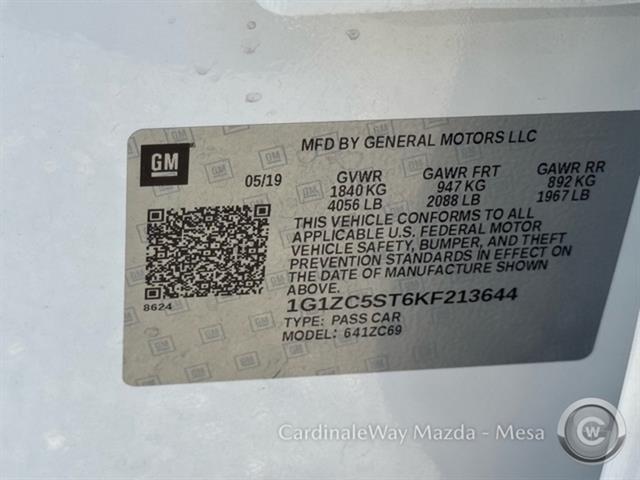 MFD BY GENERAL MOTORS LLC
GM
05/19 GVWR GAWR FRT GAWR RR
1840 KG 947 KG 892 KG
4056 LB 2088 LB 1967 LB
THIS VEHICLE CONFORMS TO ALL
APPLICABLE U.S. FEDERAL MOTOR
VEHICLE SAFETY, BUMPER, AND THEFT
PREVENTION STANDARDS IN EFFECT ON
THE DATE OF MANUFACTURE SHOWN
ABOVE.
8624
1G1ZC5ST6KF213644
TYPE: PASS CAR
MODEL: 641ZC69
CardinaleWay Mazda - Mesa
CW